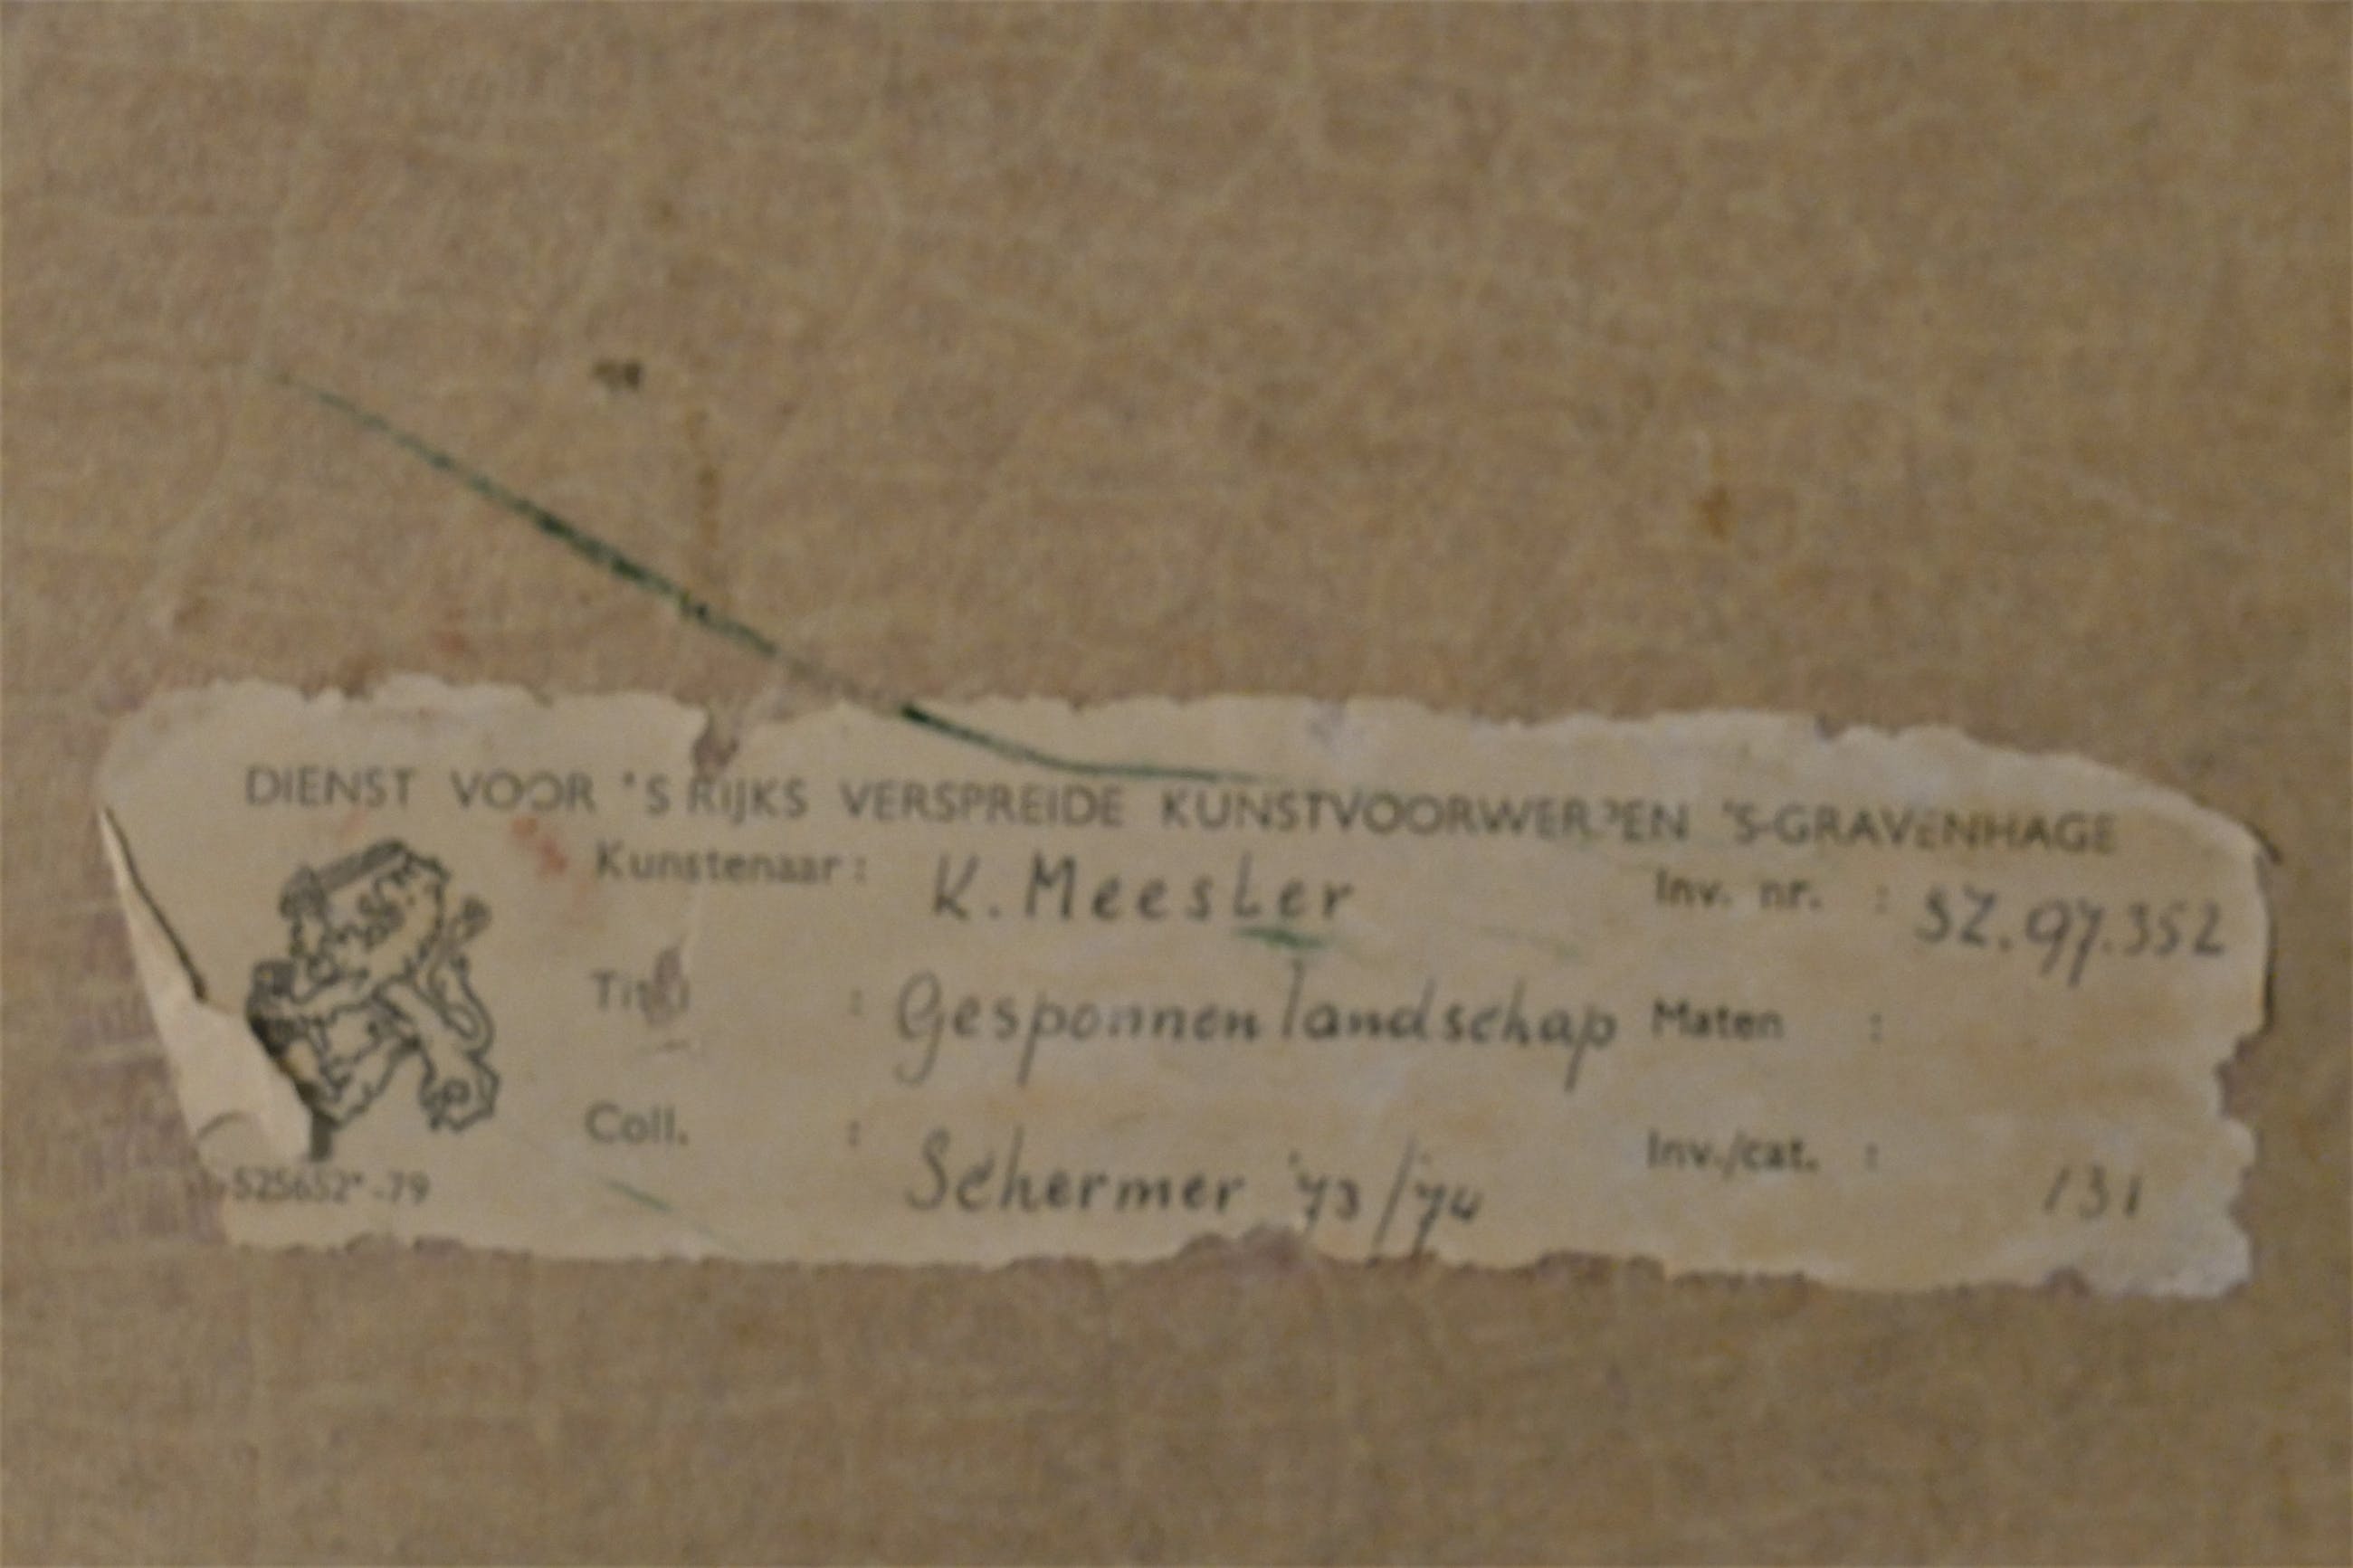 DIENST VOOR 'S RIJKS VERSPREIDE KUNSTVOORWERPEN 'S-GRAVENHAGE
Kunstenaar: K. Meester Inv. nr. : SZ.97.352
Titel : Gesponnen landschap Maten :
Coll. : Schermer '73/'74 Inv./cat. : 131
525652*-79